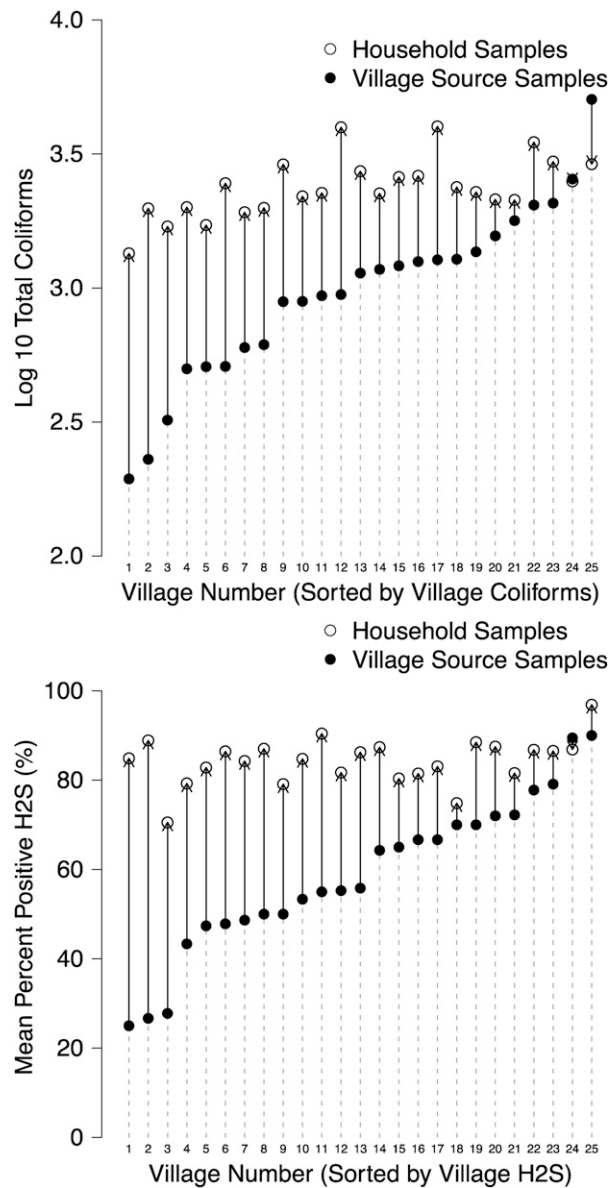 4.0
Household Samples
Village Source Samples
3.5
3.0
2.5
2.0
Log 10 Total Coliforms
1 2 3 4 5 6 7 8 9 10 11 12 13 14 15 16 17 18 19 20 21 22 23 24 25
Village Number (Sorted by Village Coliforms)
Household Samples
Village Source Samples
100
80
60
40
20
0
Mean Percent Positive H2S (%)
1 2 3 4 5 6 7 8 9 10 11 12 13 14 15 16 17 18 19 20 21 22 23 24 25
Village Number (Sorted by Village H2S)